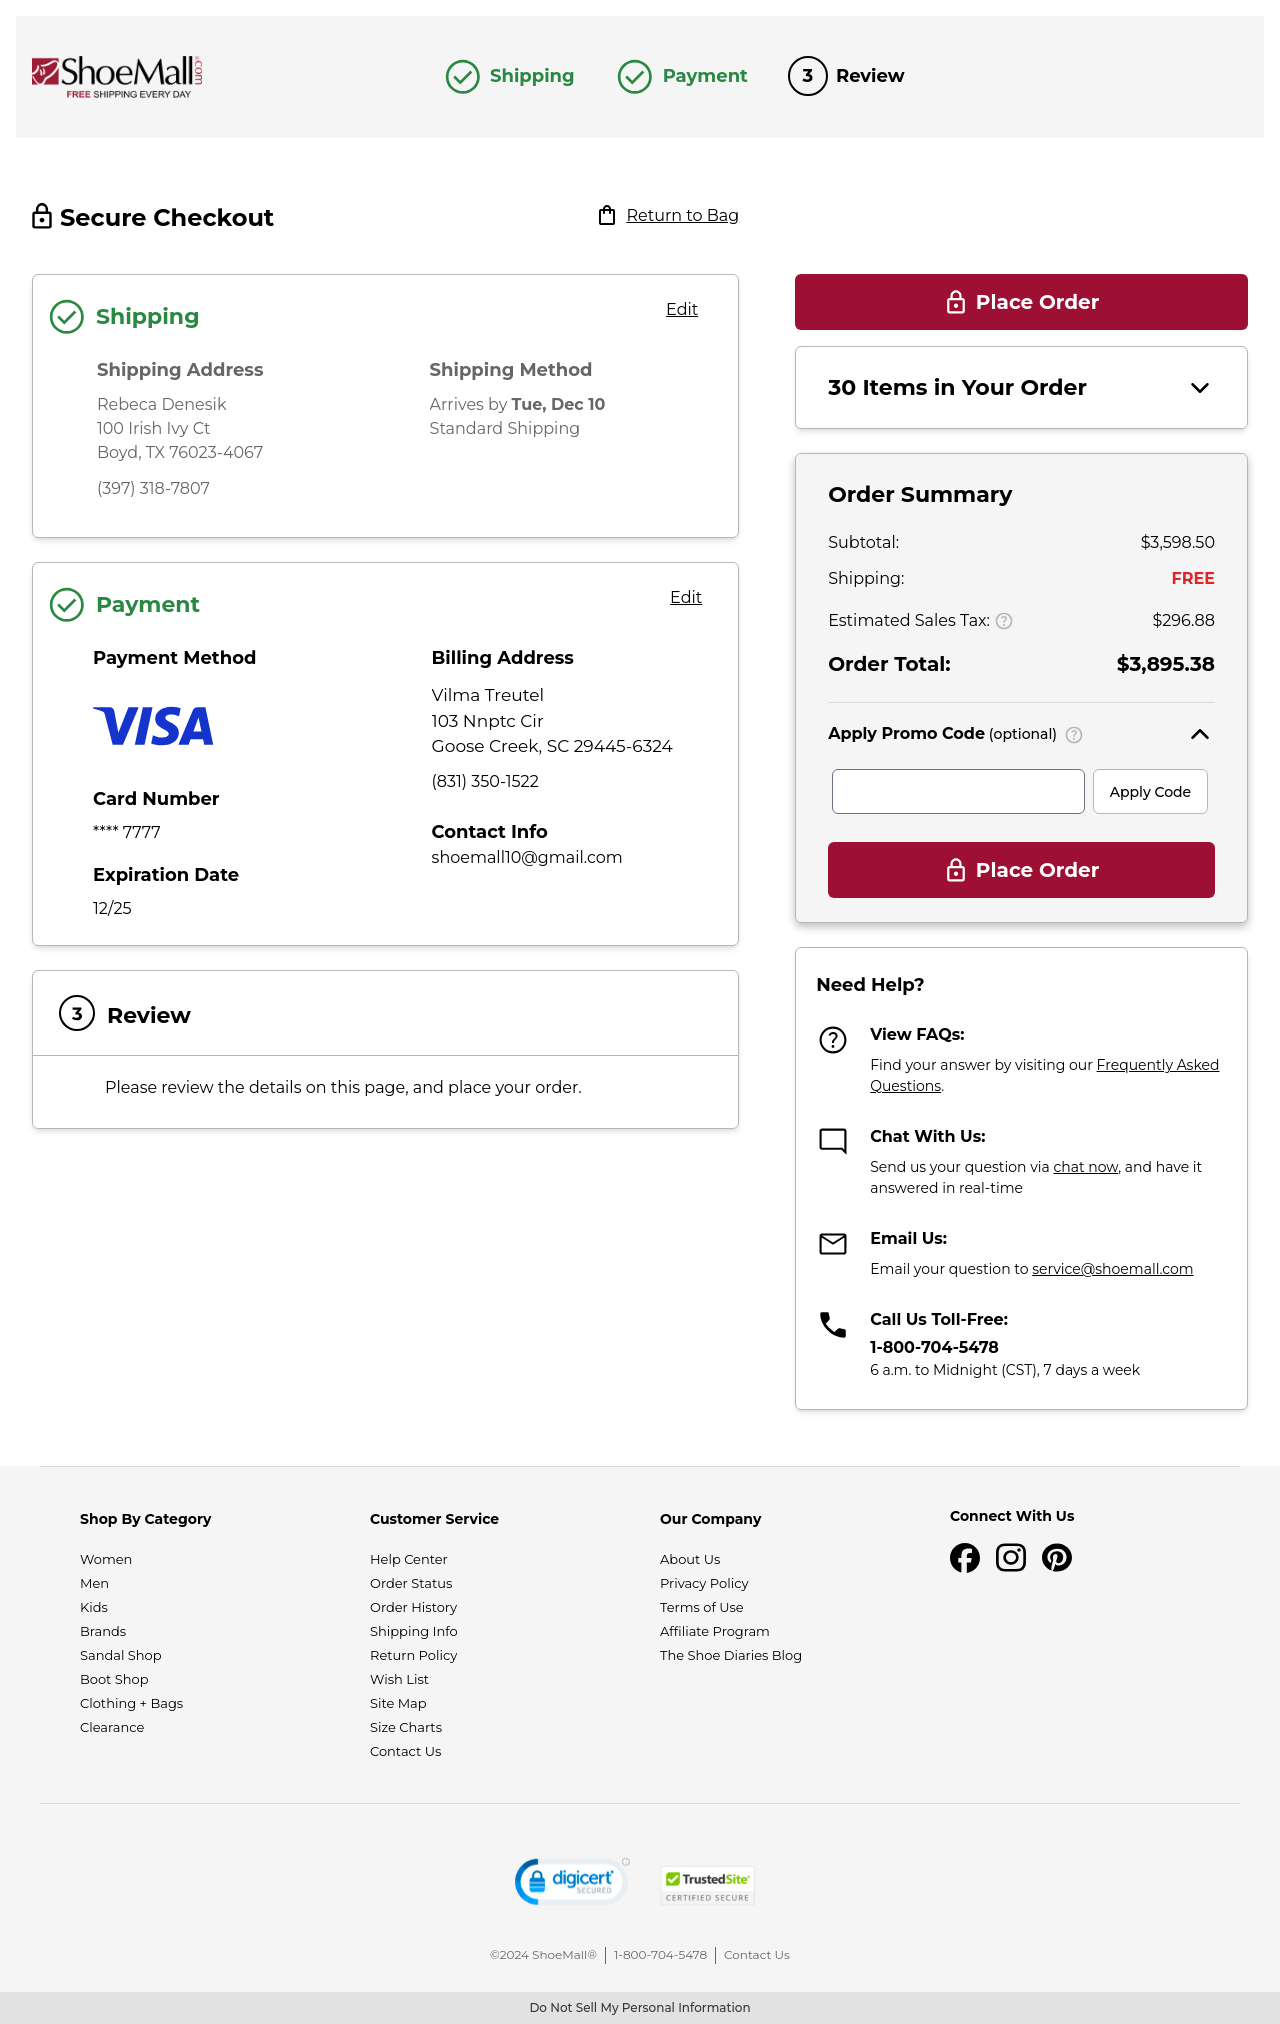 ShoeMall®.com
FREE SHIPPING EVERY DAY
Shipping
Payment
3 Review
Secure Checkout
Return to Bag
Shipping
Edit
Shipping Address
Rebeca Denesik
100 Irish Ivy Ct
Boyd, TX 76023-4067
(397) 318-7807
Shipping Method
Arrives by Tue, Dec 10
Standard Shipping
Payment
Edit
Payment Method
VISA
Card Number
**** 7777
Expiration Date
12/25
Billing Address
Vilma Treutel
103 Nnptc Cir
Goose Creek, SC 29445-6324
(831) 350-1522
Contact Info
shoemall10@gmail.com
3 Review
Please review the details on this page, and place your order.
Place Order
30 Items in Your Order
Order Summary
Subtotal: $3,598.50
Shipping: FREE
Estimated Sales Tax: ? $296.88
Order Total: $3,895.38
Apply Promo Code (optional) ?
Apply Code
Place Order
Need Help?
View FAQs:
Find your answer by visiting our Frequently Asked
Questions.
Chat With Us:
Send us your question via chat now, and have it
answered in real-time
Email Us:
Email your question to service@shoemall.com
Call Us Toll-Free:
1-800-704-5478
6 a.m. to Midnight (CST), 7 days a week
Shop By Category
Women
Men
Kids
Brands
Sandal Shop
Boot Shop
Clothing + Bags
Clearance
Customer Service
Help Center
Order Status
Order History
Shipping Info
Return Policy
Wish List
Site Map
Size Charts
Contact Us
Our Company
About Us
Privacy Policy
Terms of Use
Affiliate Program
The Shoe Diaries Blog
Connect With Us
digicert
SECURED
TrustedSite
CERTIFIED SECURE
©2024 ShoeMall® | 1-800-704-5478 | Contact Us
Do Not Sell My Personal Information